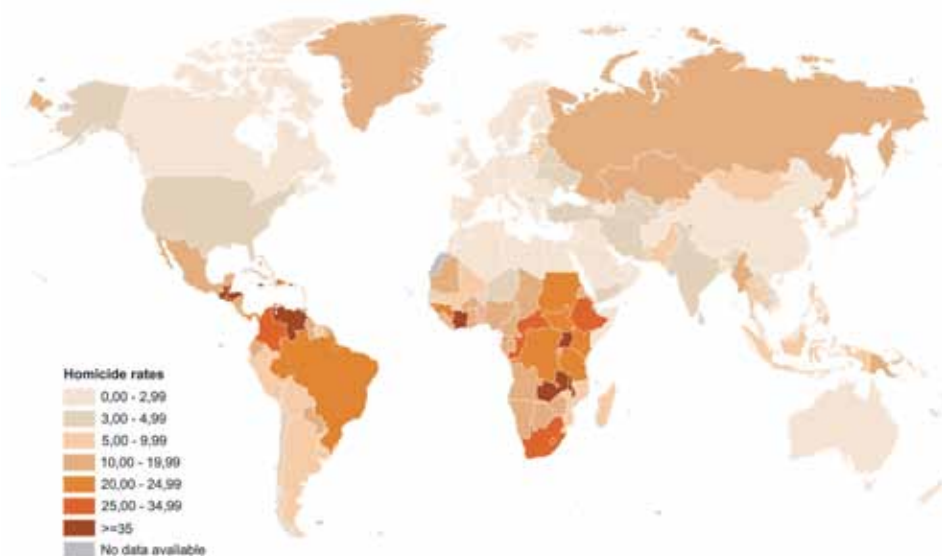 Homicide rates
0,00 - 2,99
3,00 - 4,99
5,00 - 9,99
10,00 - 19,99
20,00 - 24,99
25,00 - 34,99
>=35
No data available